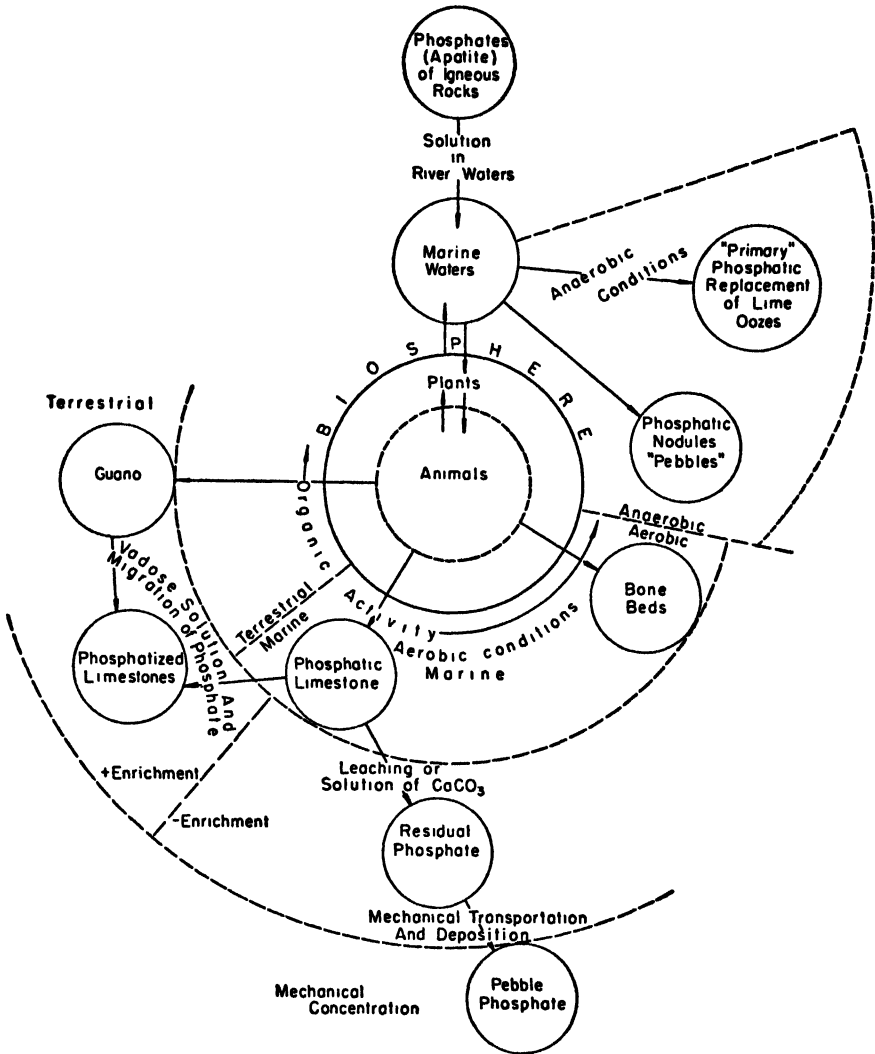 Phosphates
(Apatite)
of Igneous
Rocks
Solution
in
River Waters
Marine
Waters
Anaerobic
Conditions
"Primary"
Phosphatic
Replacement
of Lime
Oozes
BIOSPHERE
Plants
Animals
Phosphatic
Nodules
"Pebbles"
Terrestrial
Guano
Organic
Activity
Anaerobic
Aerobic
Bone
Beds
Vadose Solution And
Migration of Phosphate
Terrestrial
Marine
Aerobic conditions
Marine
Phosphatized
Limestones
Phosphatic
Limestone
+Enrichment
-Enrichment
Leaching or
Solution of CaCO₃
Residual
Phosphate
Mechanical Transportation
And Deposition
Mechanical
Concentration
Pebble
Phosphate